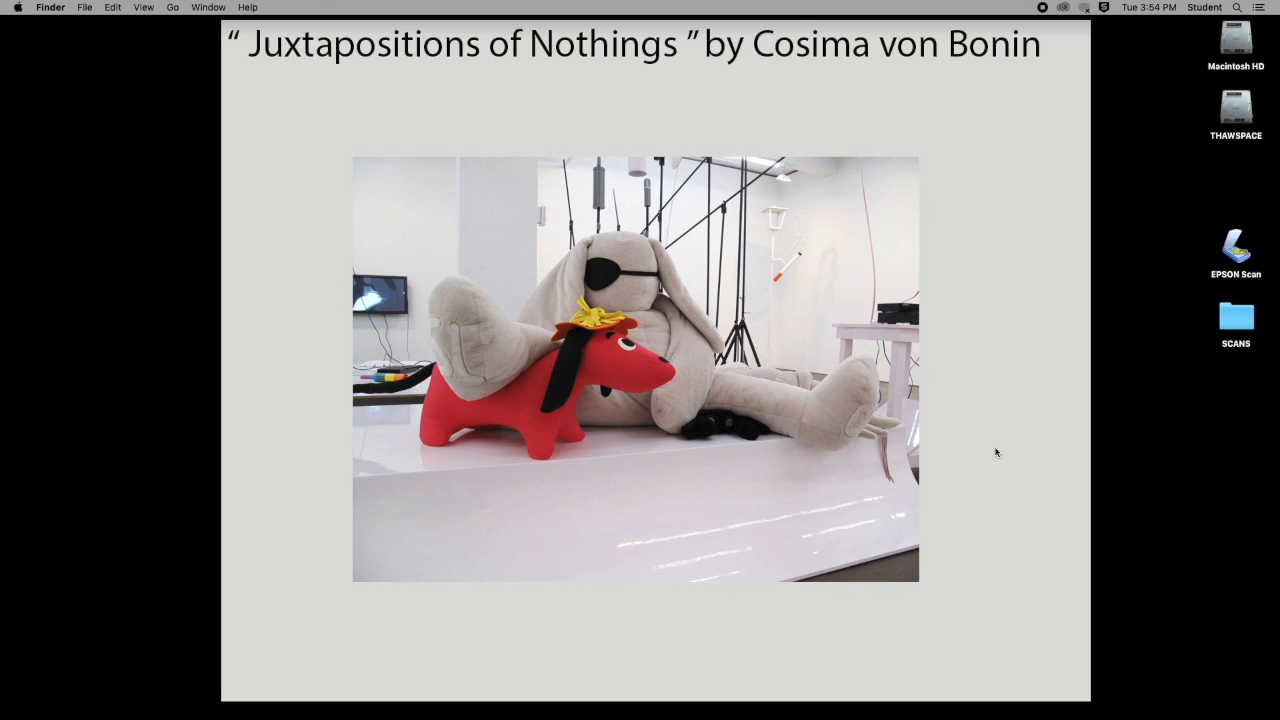 Finder File Edit View Go Window Help
Tue 3:54 PM Student
“ Juxtapositions of Nothings ” by Cosima von Bonin
Macintosh HD
THAWSPACE
EPSON Scan
SCANS